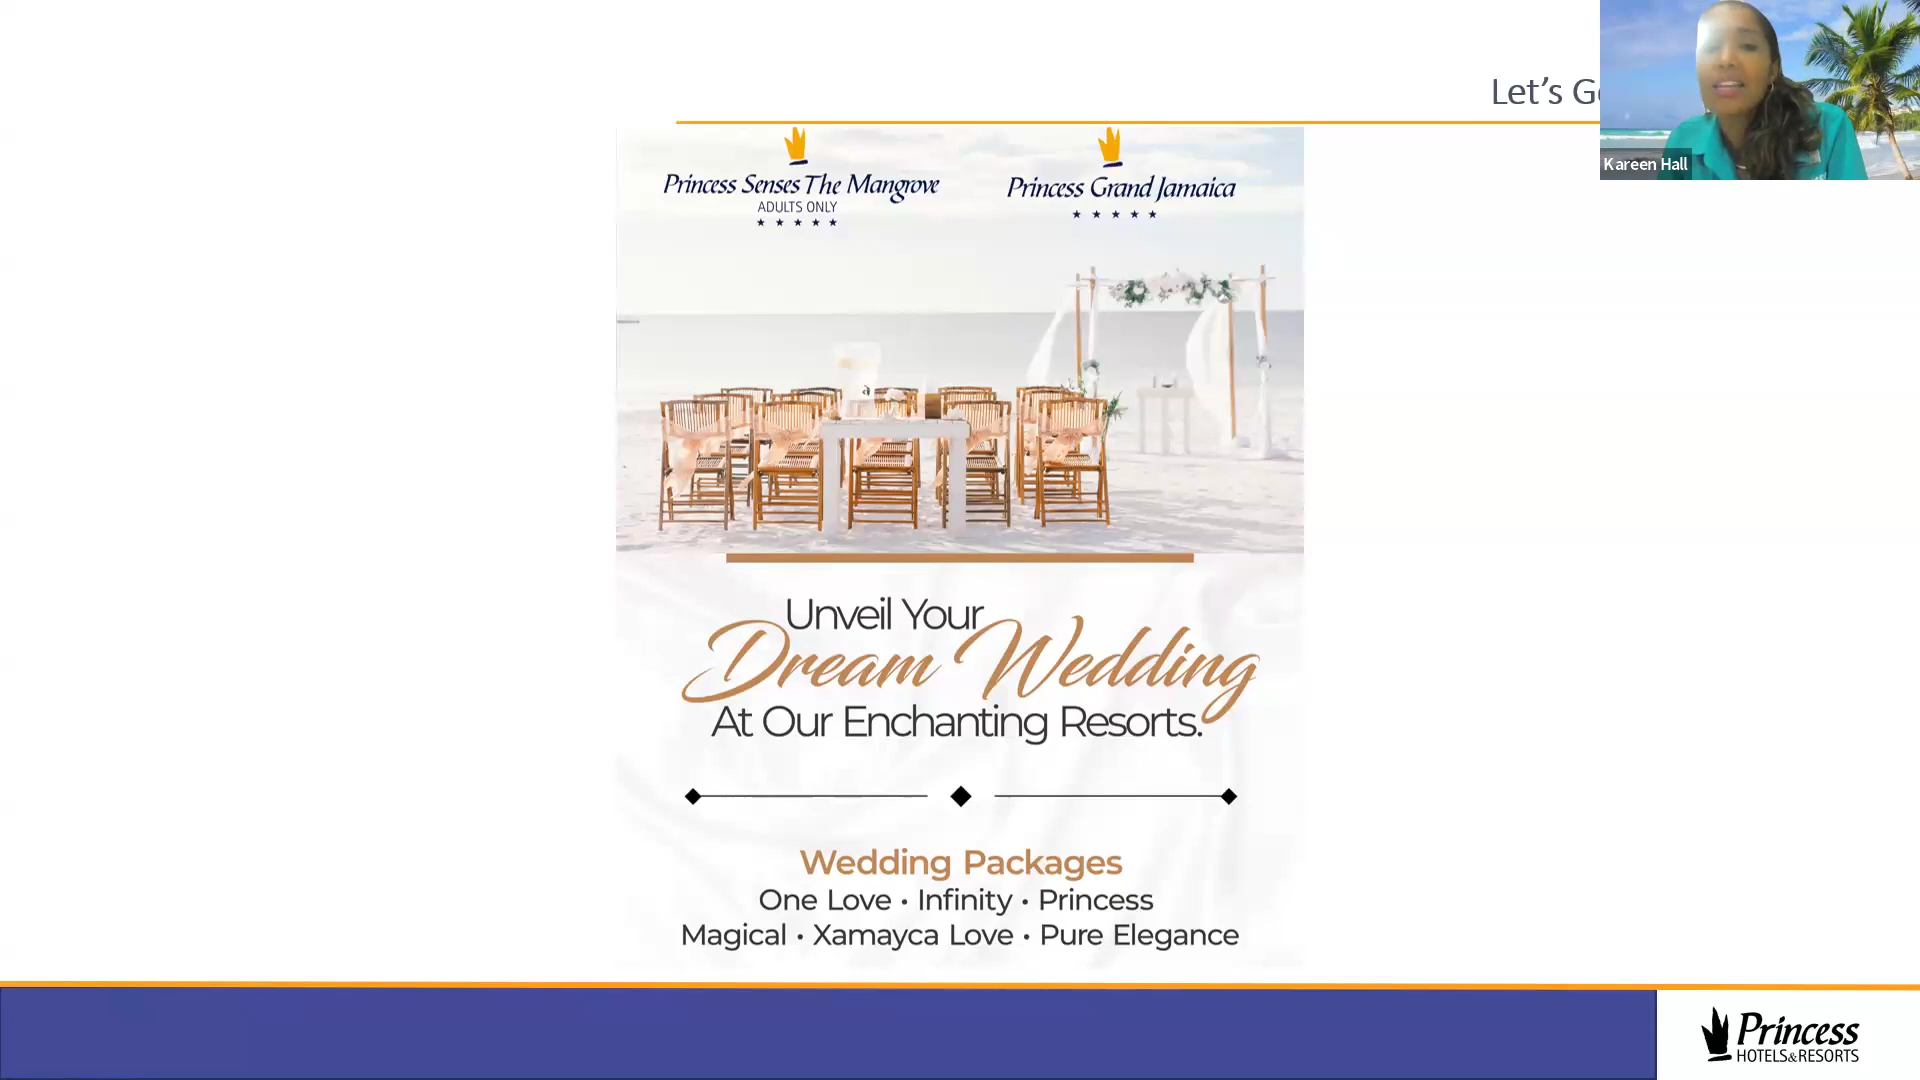 Let's G
Kareen Hall
Princess Senses The Mangrove
ADULTS ONLY
Princess Grand Jamaica
Unveil Your
Dream Wedding
At Our Enchanting Resorts.
Wedding Packages
One Love • Infinity • Princess
Magical • Xamayca Love • Pure Elegance
Princess
HOTELS&RESORTS